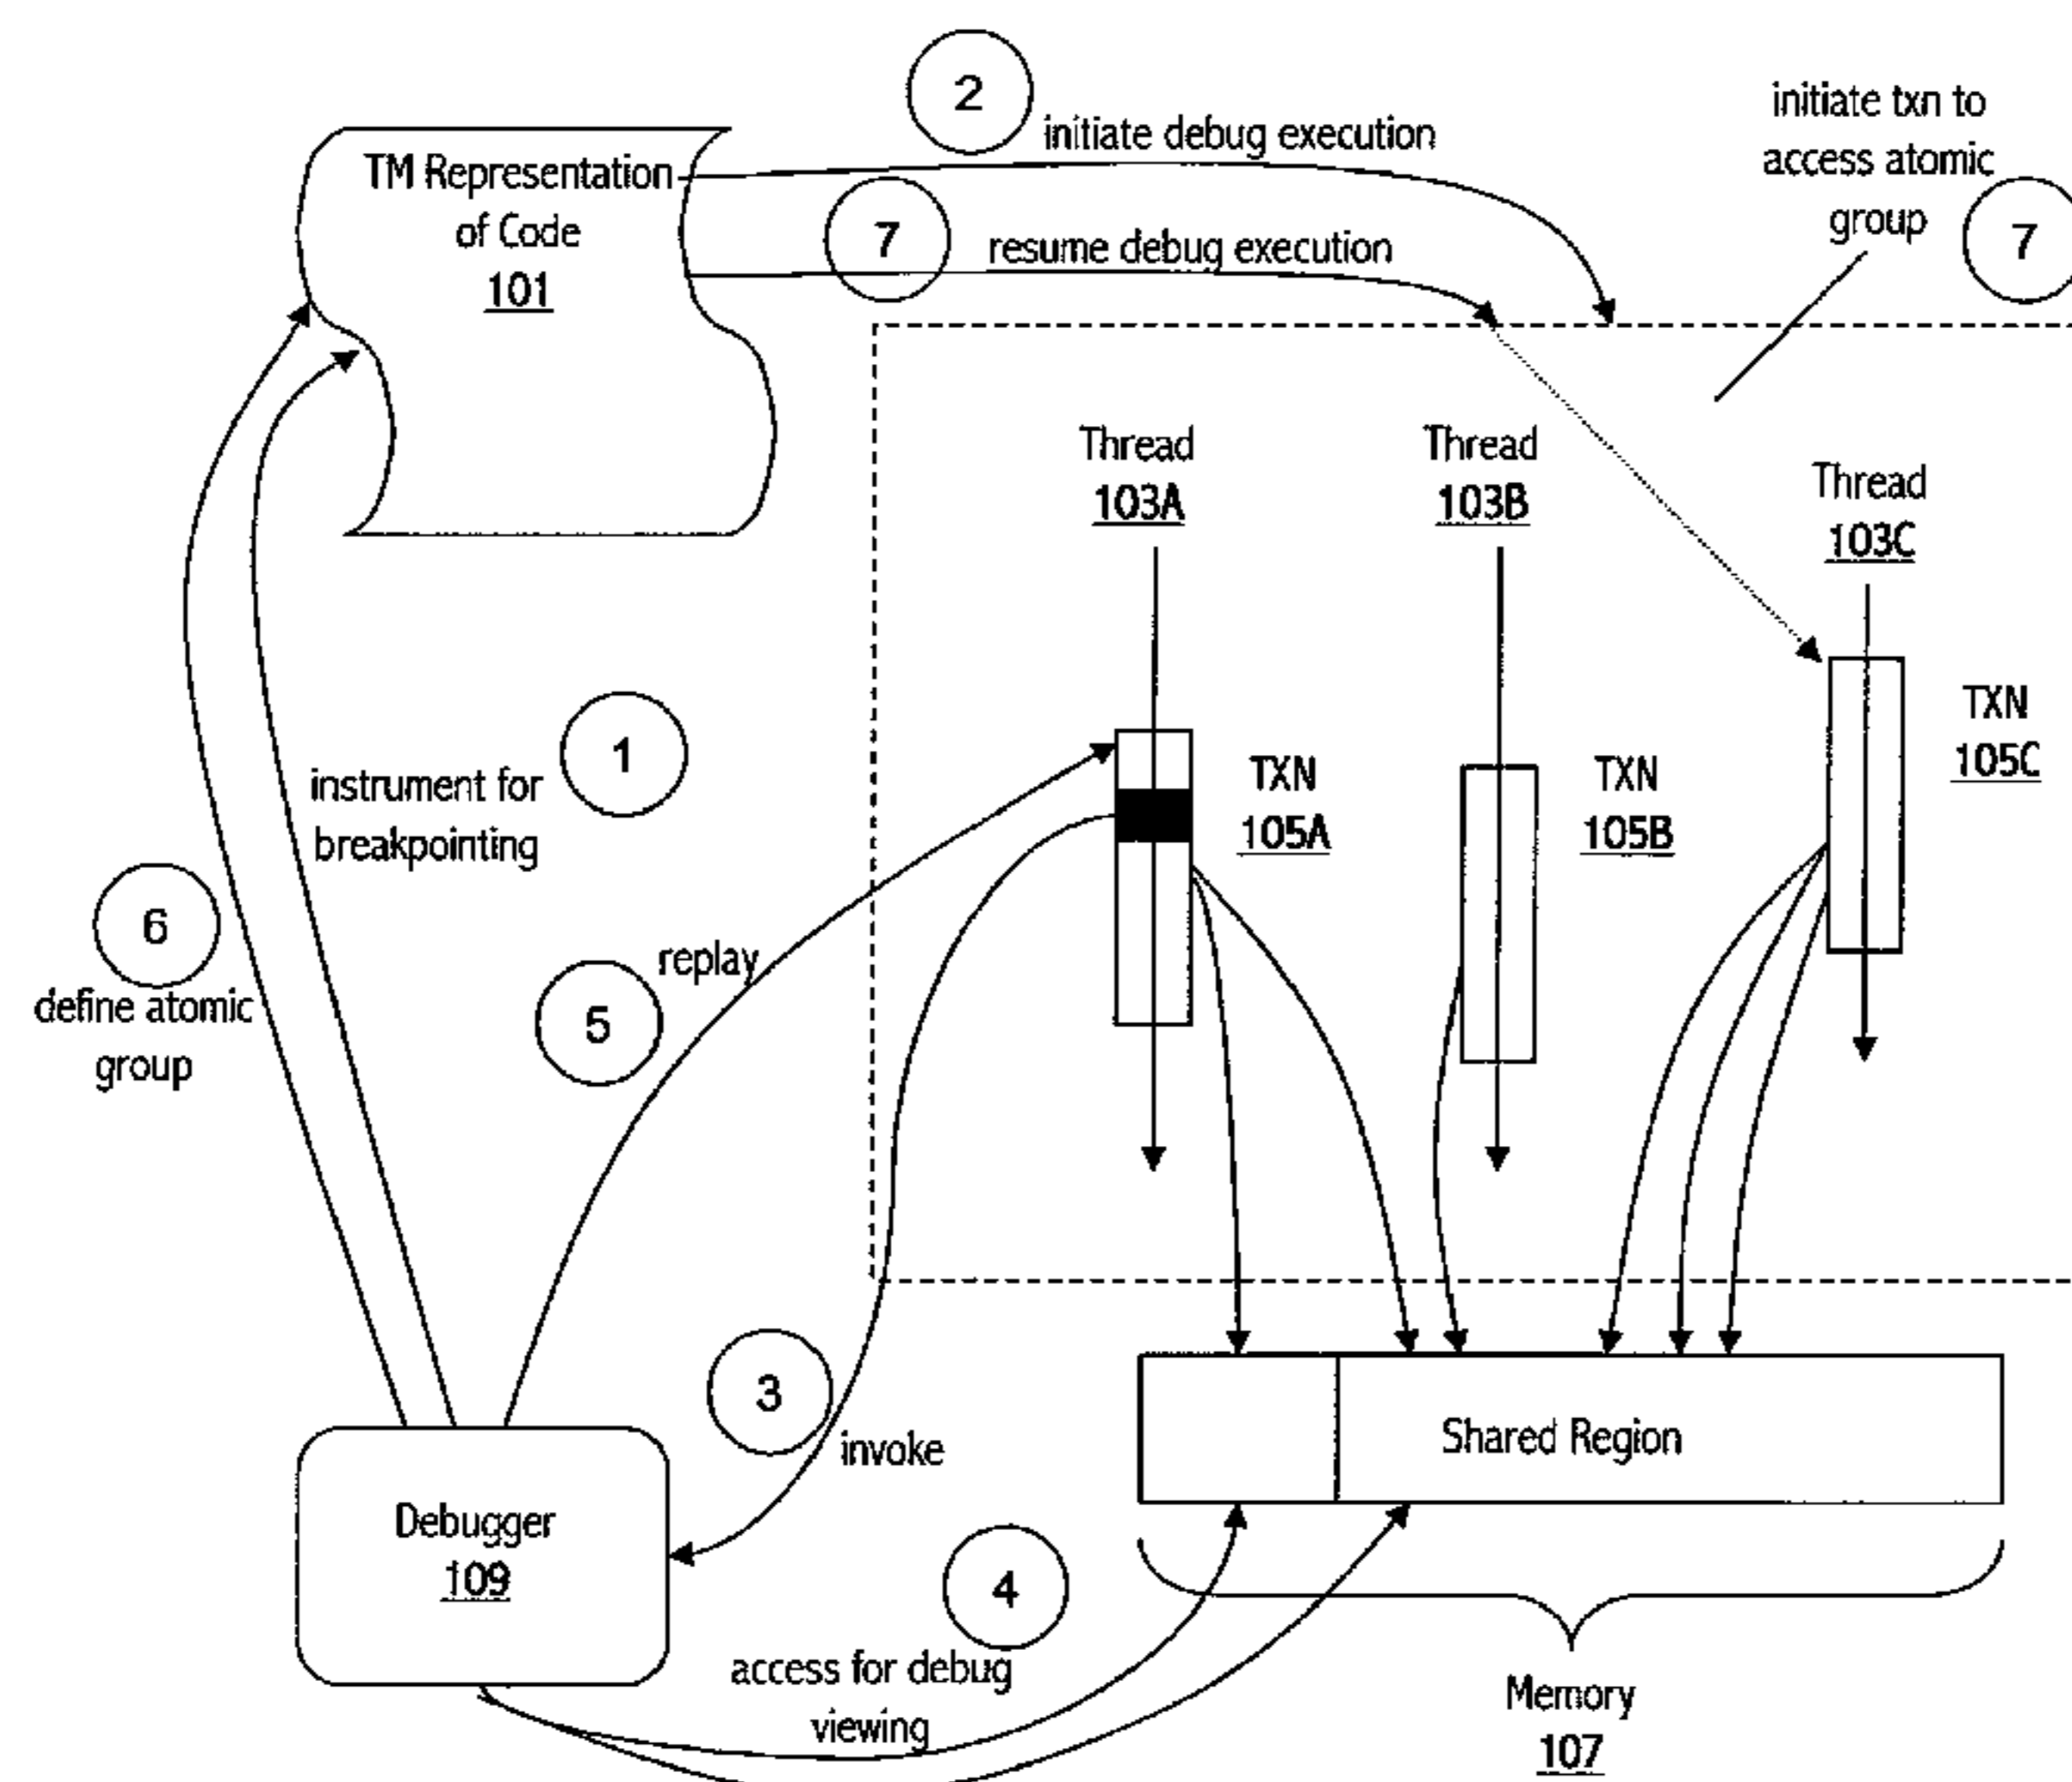 2
initiate debug execution
initiate txn to
access atomic
group
7
TM Representation
of Code
101
7
resume debug execution
Thread
103A
Thread
103B
Thread
103C
TXN
105A
TXN
105B
TXN
105C
1
instrument for
breakpointing
6
define atomic
group
replay
5
3
invoke
Shared Region
Debugger
109
4
access for debug
viewing
Memory
107